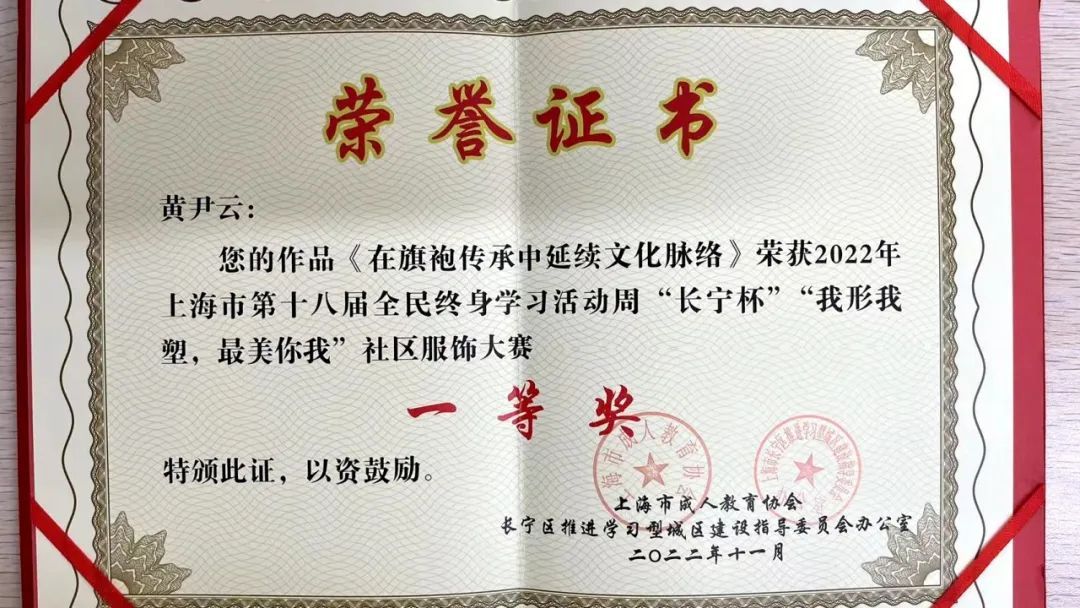 荣誉证书
黄尹云：
您的作品《在旗袍传承中延续文化脉络》荣获2022年
上海市第十八届全民终身学习活动周“长宁杯”“我形我
塑，最美你我”社区服饰大赛
一等奖
特颁此证，以资鼓励。
上海市成人教育协会
长宁区推进学习型城区建设指导委员会办公室
二〇二二年十一月